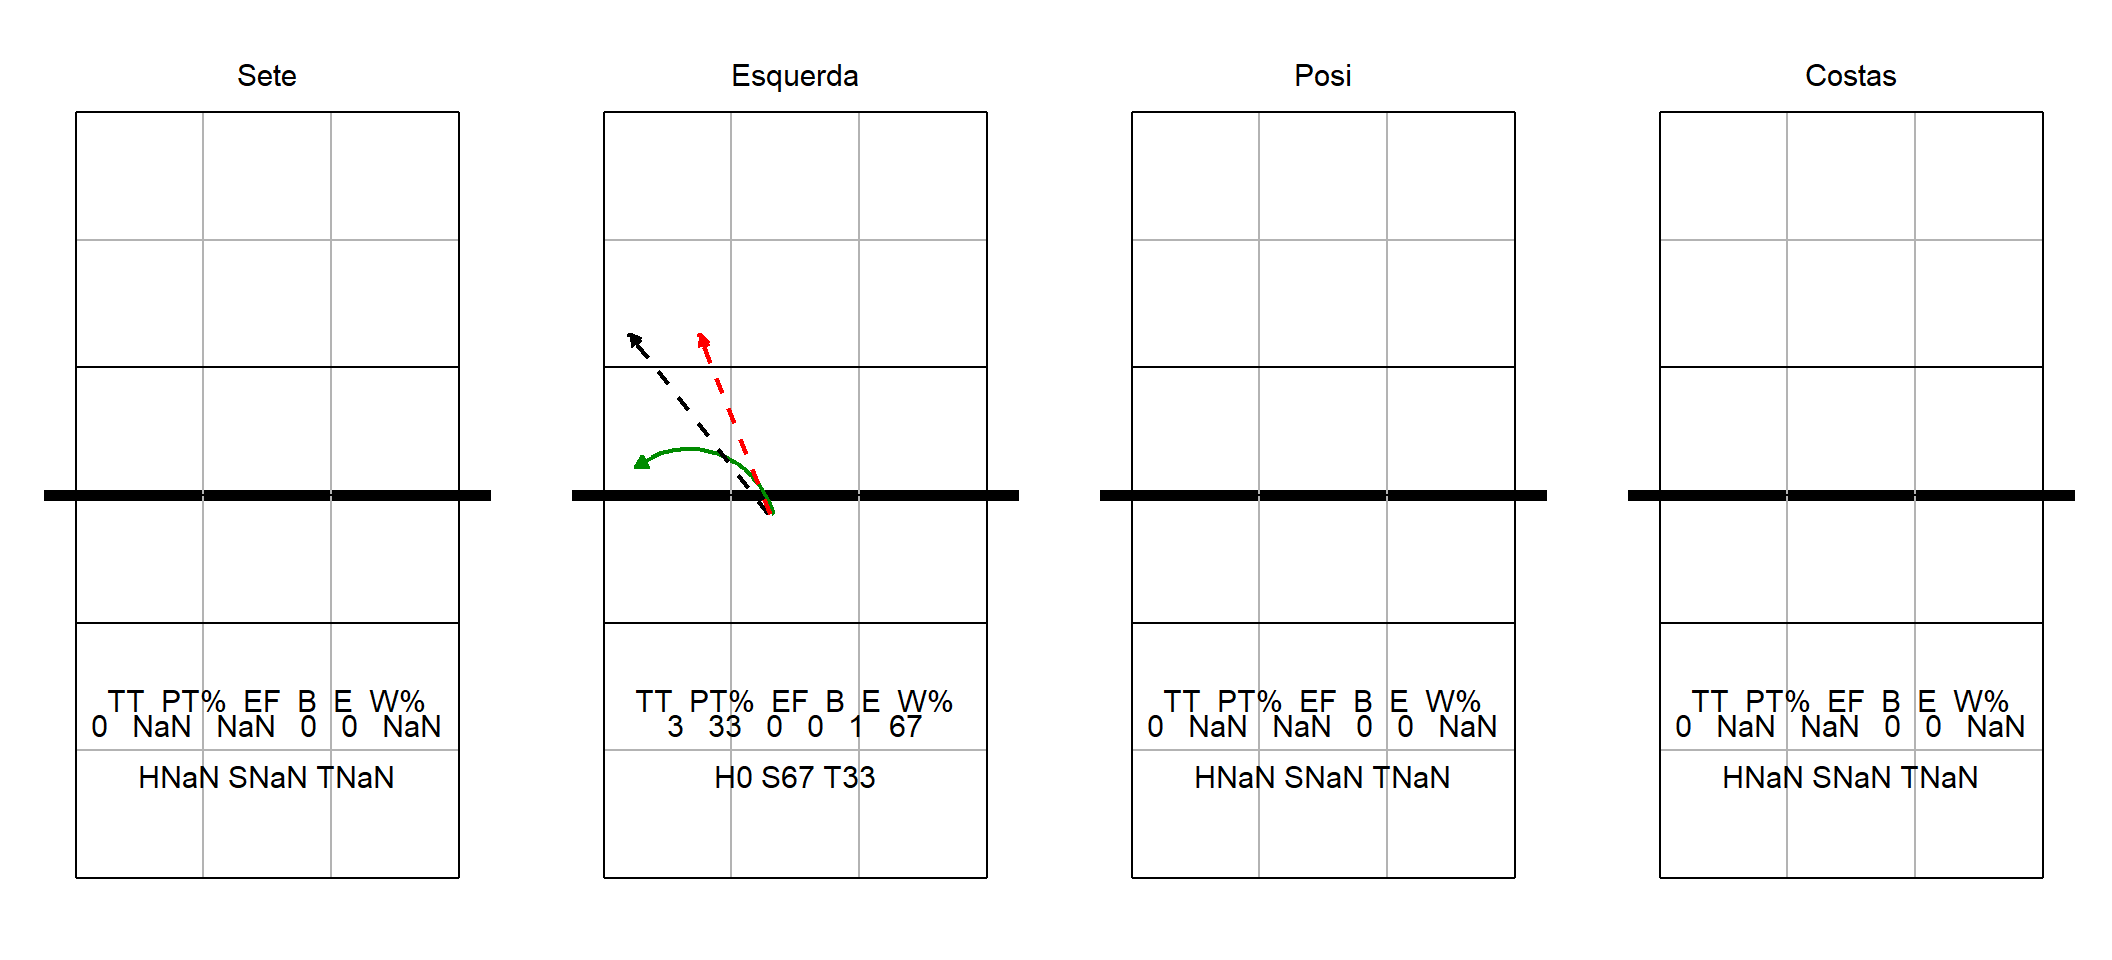 Sete
TT PT% EF B E W%
0 NaN NaN 0 0 NaN
HNaN SNaN TNaN
Esquerda
TT PT% EF B E W%
3 33 0 0 1 67
H0 S67 T33
Posi
TT PT% EF B E W%
0 NaN NaN 0 0 NaN
HNaN SNaN TNaN
Costas
TT PT% EF B E W%
0 NaN NaN 0 0 NaN
HNaN SNaN TNaN